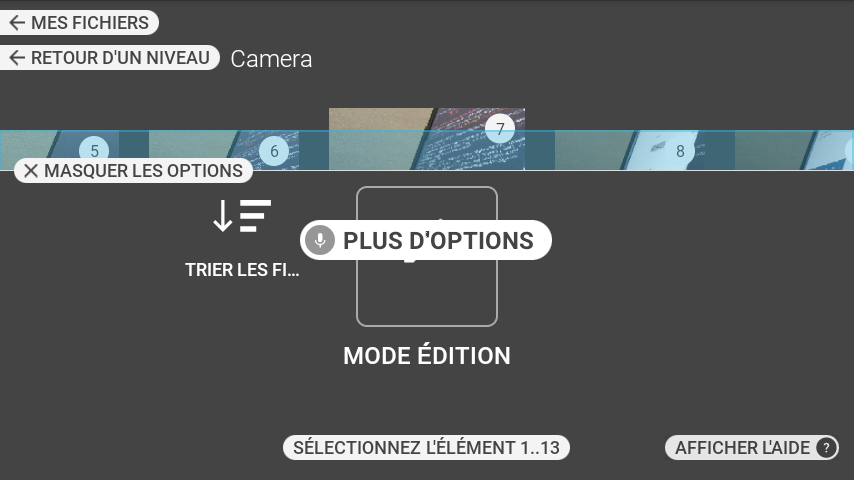 MES FICHIERS
RETOUR D'UN NIVEAU Camera
5 6 7 8
MASQUER LES OPTIONS
PLUS D'OPTIONS
TRIER LES FI...
MODE ÉDITION
SÉLECTIONNEZ L'ÉLÉMENT 1..13
AFFICHER L'AIDE ?